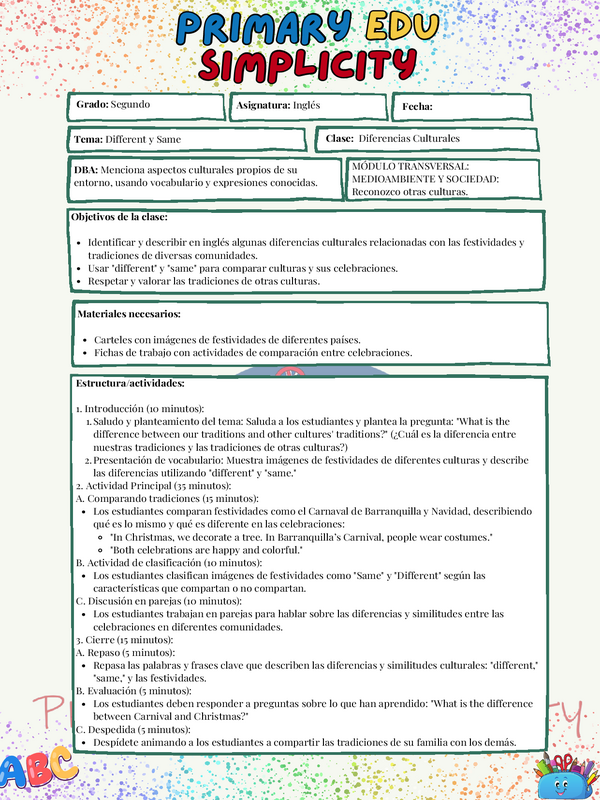 PRIMARY EDU
SIMPLICITY
Grado: Segundo
Asignatura: Inglés
Fecha:
Tema: Different y Same
Clase: Diferencias Culturales
DBA: Menciona aspectos culturales propios de su
entorno, usando vocabulario y expresiones conocidas.
MÓDULO TRANSVERSAL:
MEDIOAMBIENTE Y SOCIEDAD:
Reconozco otras culturas.
Objetivos de la clase:
• Identificar y describir en inglés algunas diferencias culturales relacionadas con las festividades y
tradiciones de diversas comunidades.
• Usar "different" y "same" para comparar culturas y sus celebraciones.
• Respetar y valorar las tradiciones de otras culturas.
Materiales necesarios:
• Carteles con imágenes de festividades de diferentes países.
• Fichas de trabajo con actividades de comparación entre celebraciones.
Estructura/actividades:
1. Introducción (10 minutos):
1. Saludo y planteamiento del tema: Saluda a los estudiantes y plantea la pregunta: "What is the
difference between our traditions and other cultures' traditions?" (¿Cuál es la diferencia entre
nuestras tradiciones y las tradiciones de otras culturas?)
2. Presentación de vocabulario: Muestra imágenes de festividades de diferentes culturas y describe
las diferencias utilizando "different" y "same."
2. Actividad Principal (35 minutos):
A. Comparando tradiciones (15 minutos):
• Los estudiantes comparan festividades como el Carnaval de Barranquilla y Navidad, describiendo
qué es lo mismo y qué es diferente en las celebraciones:
○ "In Christmas, we decorate a tree. In Barranquilla's Carnival, people wear costumes."
○ "Both celebrations are happy and colorful."
B. Actividad de clasificación (10 minutos):
• Los estudiantes clasifican imágenes de festividades como "Same" y "Different" según las
características que compartan o no compartan.
C. Discusión en parejas (10 minutos):
• Los estudiantes trabajan en parejas para hablar sobre las diferencias y similitudes entre las
celebraciones en diferentes comunidades.
3. Cierre (15 minutos):
A. Repaso (5 minutos):
• Repasa las palabras y frases clave que describen las diferencias y similitudes culturales: "different,"
"same," y las festividades.
B. Evaluación (5 minutos):
• Los estudiantes deben responder a preguntas sobre lo que han aprendido: "What is the difference
between Carnival and Christmas?"
C. Despedida (5 minutos):
• Despídete animando a los estudiantes a compartir las tradiciones de su familia con los demás.
ABC